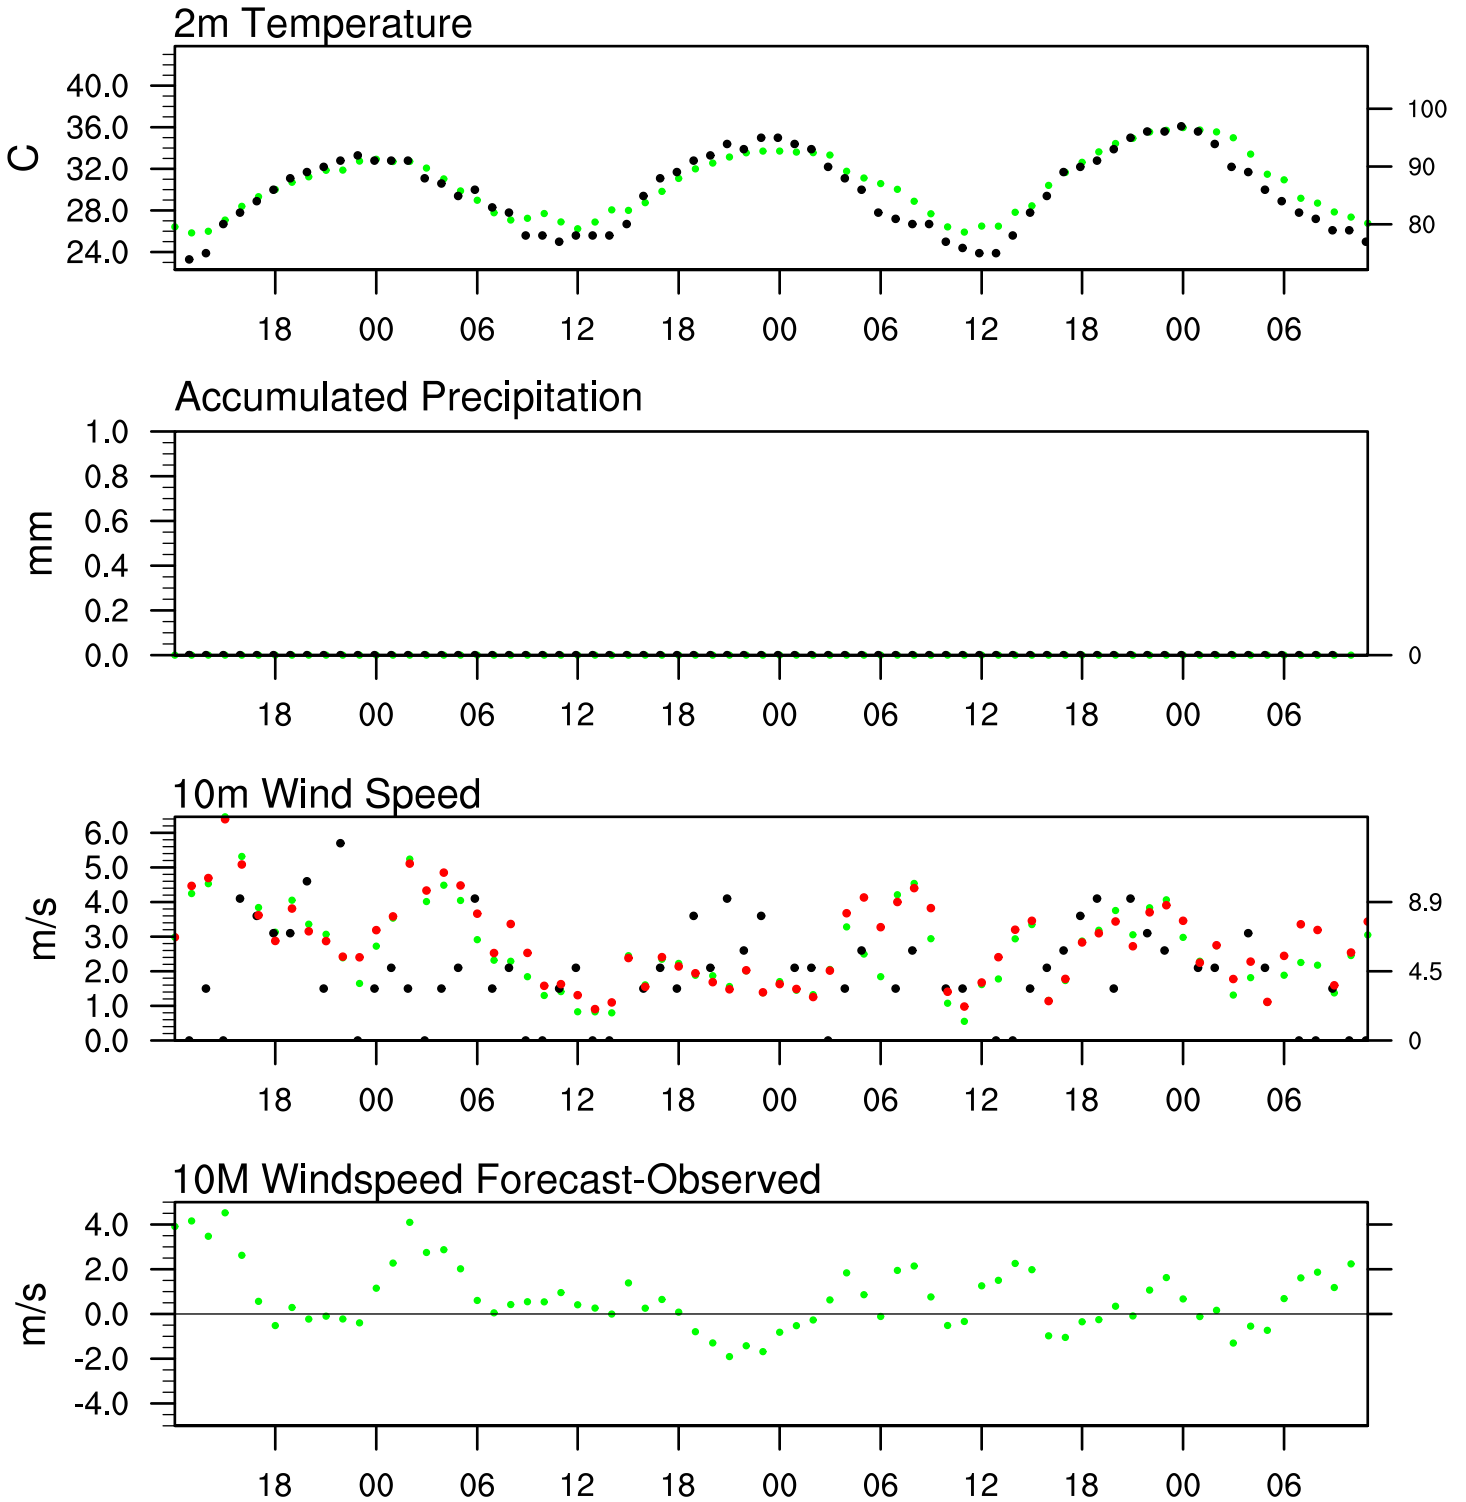 2m Temperature
40.0
36.0
32.0
28.0
24.0
C
100
90
80
18 00 06 12 18 00 06 12 18 00 06
Accumulated Precipitation
1.0
0.8
0.6
0.4
0.2
0.0
mm
0
18 00 06 12 18 00 06 12 18 00 06
10m Wind Speed
6.0
5.0
4.0
3.0
2.0
1.0
0.0
m/s
8.9
4.5
0
18 00 06 12 18 00 06 12 18 00 06
10M Windspeed Forecast-Observed
4.0
2.0
0.0
-2.0
-4.0
m/s
18 00 06 12 18 00 06 12 18 00 06